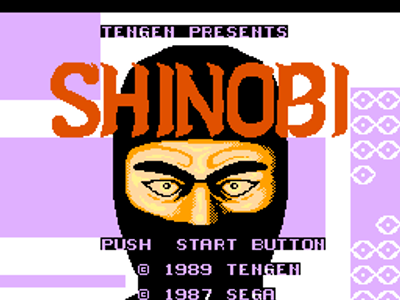 TENGEN PRESENTS
SHINOBI
PUSH START BUTTON
© 1989 TENGEN
© 1987 SEGA